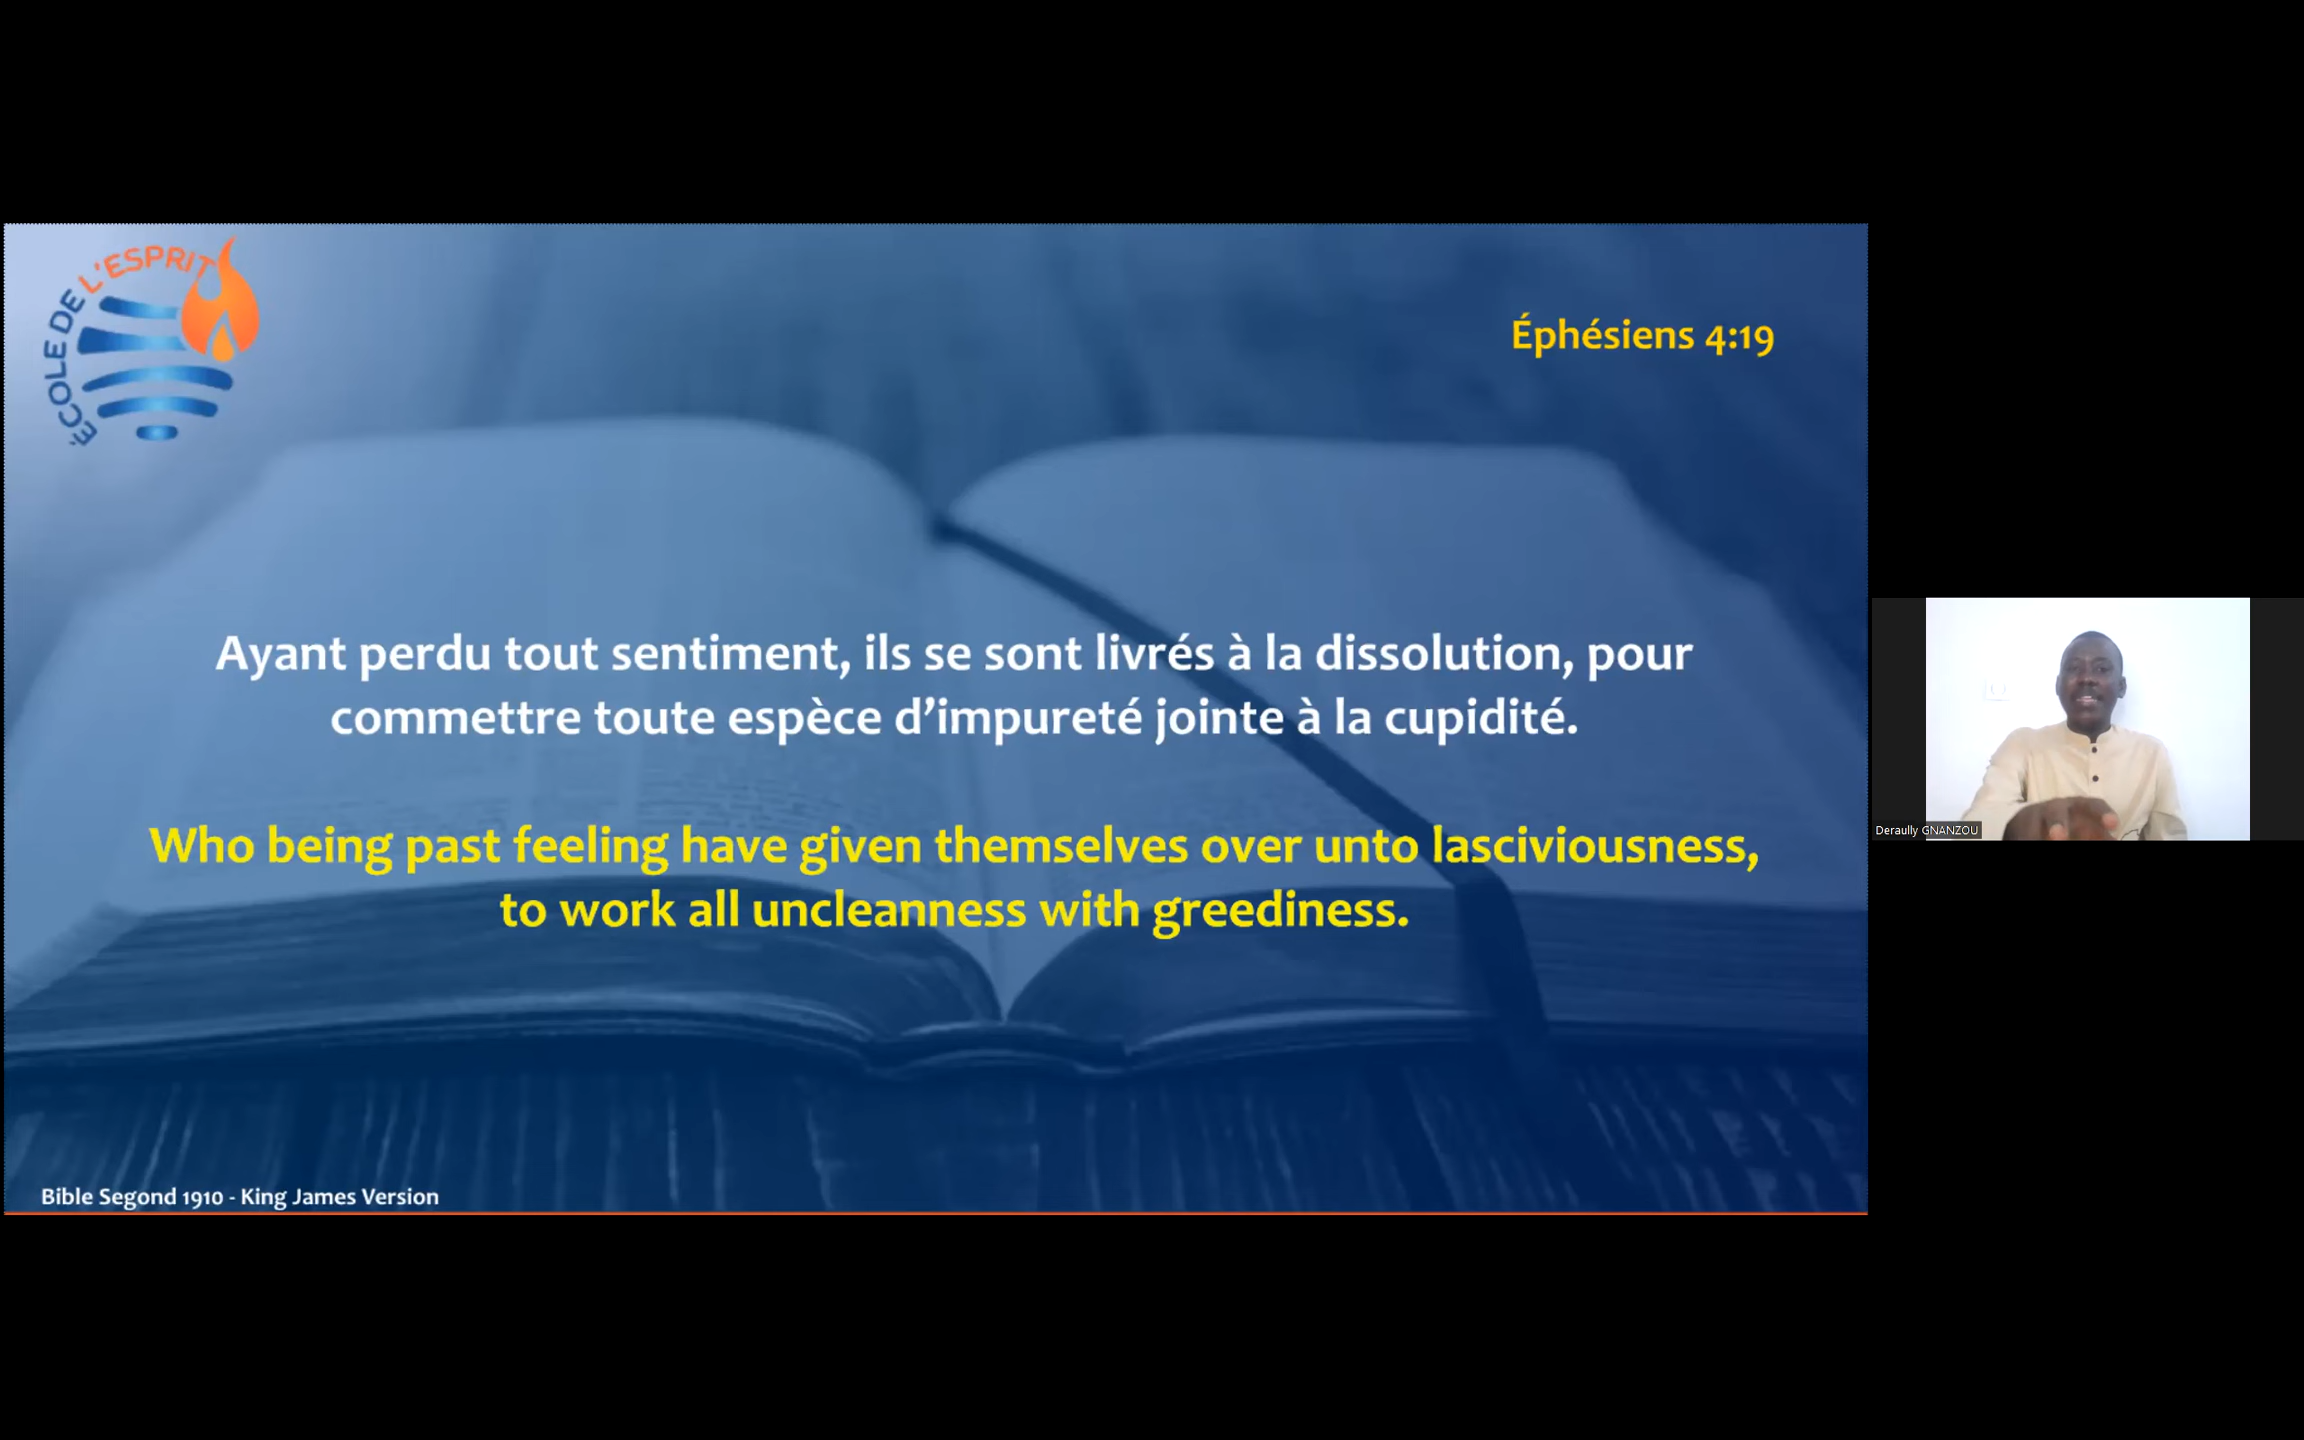 ÉCOLE DE L'ESPRIT
Éphésiens 4:19
Ayant perdu tout sentiment, ils se sont livrés à la dissolution, pour
commettre toute espèce d’impureté jointe à la cupidité.
Who being past feeling have given themselves over unto lasciviousness,
to work all uncleanness with greediness.
Deraully GNANZOU
Bible Segond 1910 - King James Version